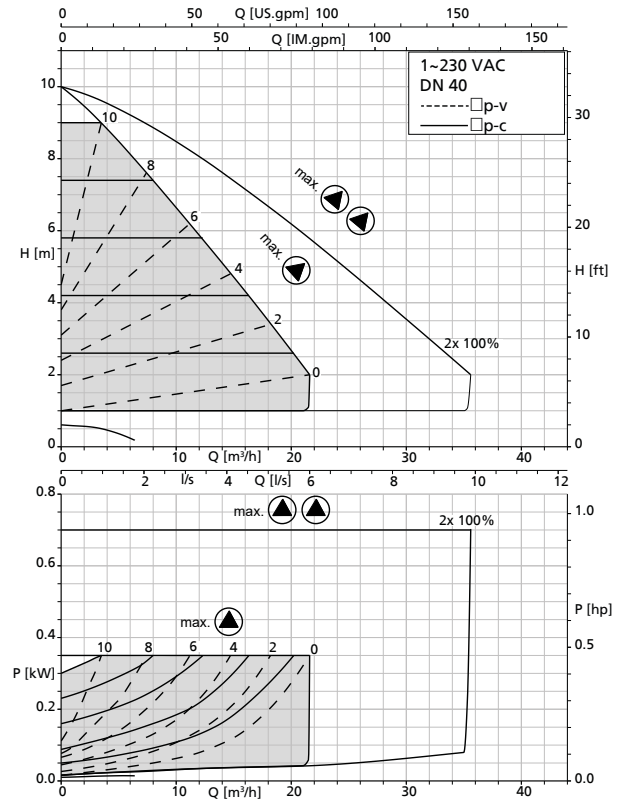 Q [US.gpm]
0 50 100 150
Q [IM.gpm]
0 50 100 150
1~230 VAC
DN 40
□p-v
□p-c
10
8
6
H [m]
4
2
0
30
20
H [ft]
10
0
10
8
6
4
2
0
max.
max.
2x 100%
0 10 20 30 40
Q [m³/h]
0 2 l/s 4 Q [l/s] 6 8 10 12
0.8
0.6
0.4
P [kW]
0.2
0.0
1.0
P [hp]
0.5
0.0
max.
2x 100%
max.
10 8 6 4 2 0
0 10 20 30 40
Q [m³/h]